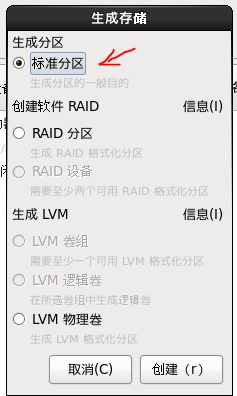 生成存储
生成分区
标准分区
生成分区的一般目的
创建软件 RAID 信息(I)
RAID 分区
生成 RAID 格式化分区
RAID 设备
需要至少两个可用 RAID 格式化分区
生成 LVM 信息(I)
LVM 卷组
需要至少一个可用 LVM 格式化分区
LVM 逻辑卷
在所选卷组中生成逻辑卷
LVM 物理卷
生成 LVM 格式化分区
取消(C) 创建（r）